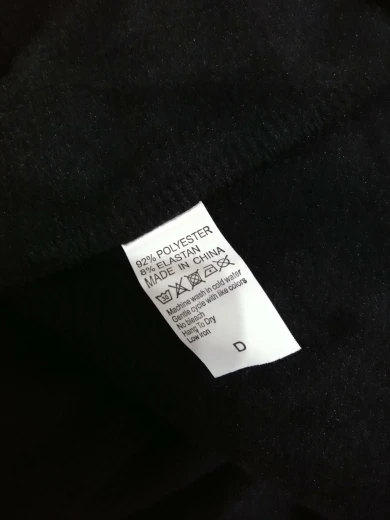 92% POLYESTER
8% ELASTAN
MADE IN CHINA
30
Machine wash in cold water
Gentle cycle with like colors
No bleach
Hang To Dry
Low iron
D